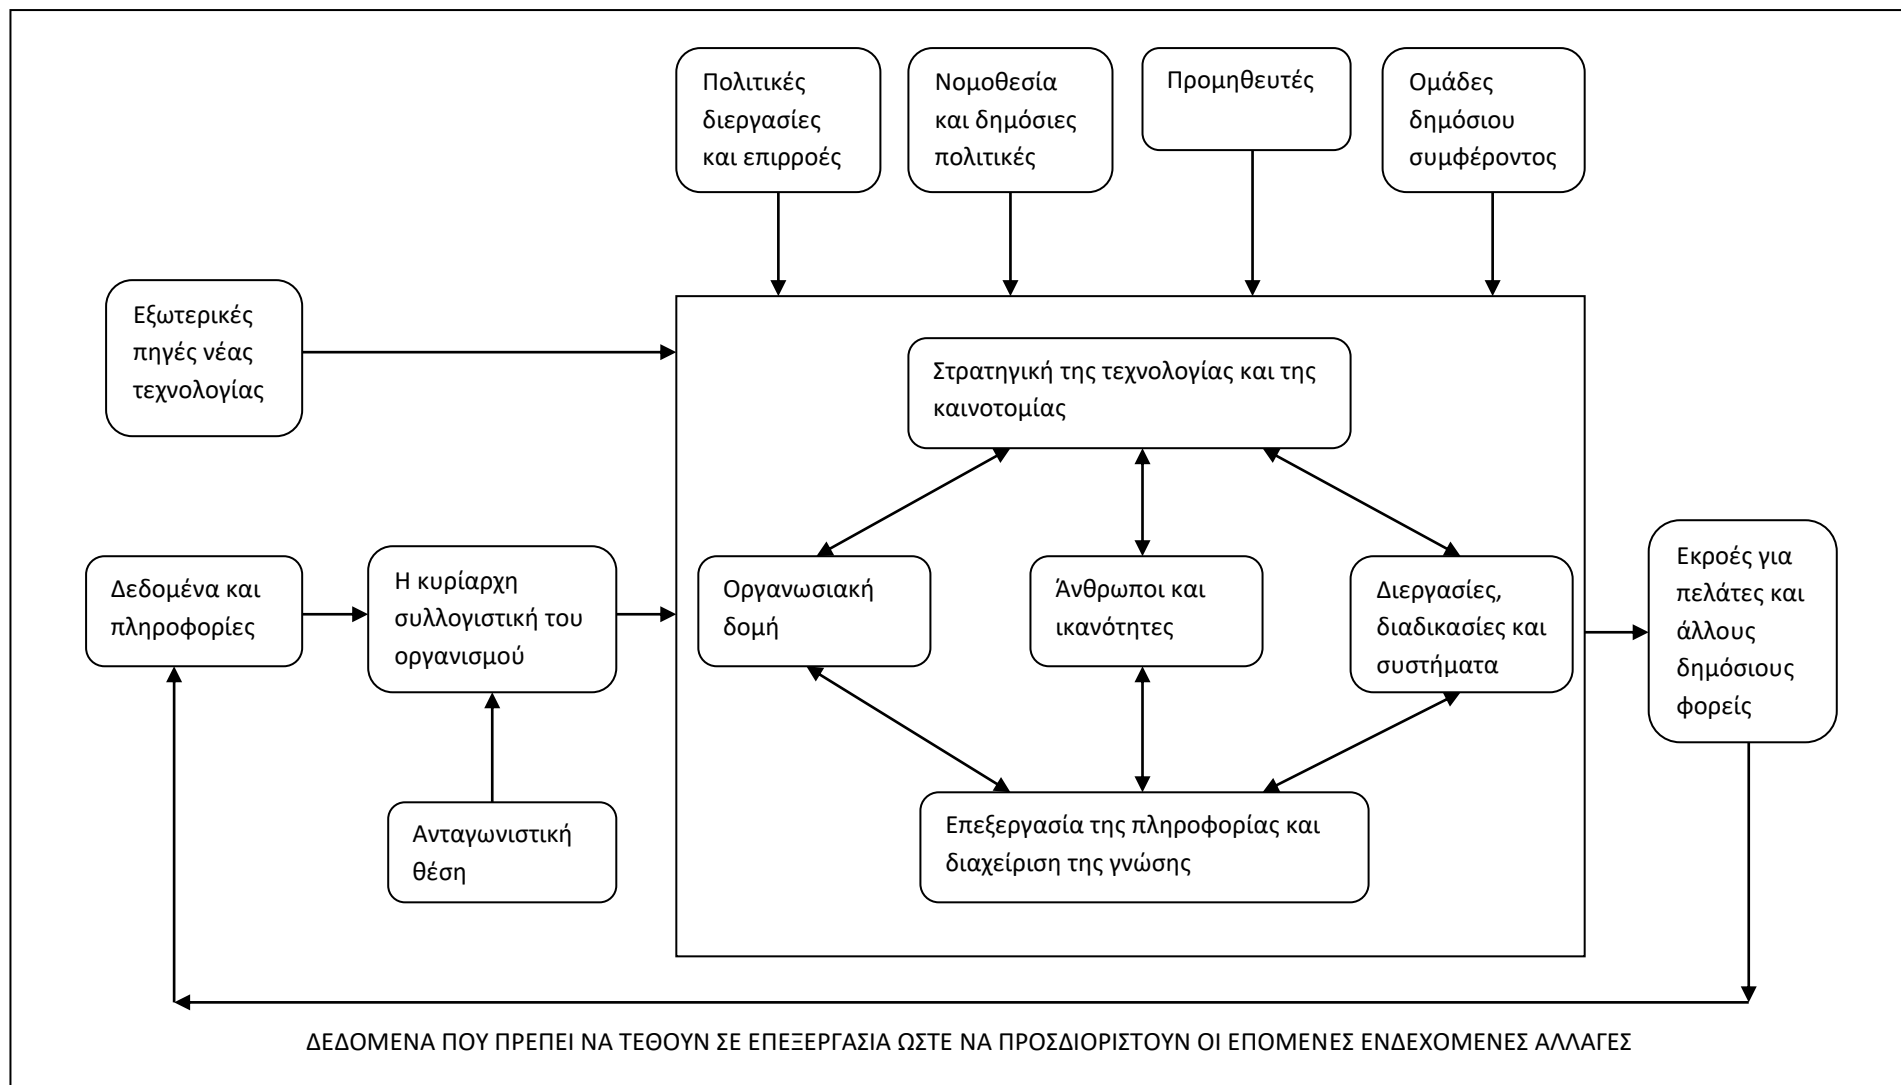 Πολιτικές
διεργασίες
και επιρροές
Νομοθεσία
και δημόσιες
πολιτικές
Προμηθευτές
Ομάδες
δημόσιου
συμφέροντος
Εξωτερικές
πηγές νέας
τεχνολογίας
Στρατηγική της τεχνολογίας και της
καινοτομίας
Δεδομένα και
πληροφορίες
Η κυρίαρχη
συλλογιστική του
οργανισμού
Οργανωσιακή
δομή
Άνθρωποι και
ικανότητες
Διεργασίες,
διαδικασίες και
συστήματα
Εκροές για
πελάτες και
άλλους
δημόσιους
φορείς
Ανταγωνιστική
θέση
Επεξεργασία της πληροφορίας και
διαχείριση της γνώσης
ΔΕΔΟΜΕΝΑ ΠΟΥ ΠΡΕΠΕΙ ΝΑ ΤΕΘΟΥΝ ΣΕ ΕΠΕΞΕΡΓΑΣΙΑ ΩΣΤΕ ΝΑ ΠΡΟΣΔΙΟΡΙΣΤΟΥΝ ΟΙ ΕΠΟΜΕΝΕΣ ΕΝΔΕΧΟΜΕΝΕΣ ΑΛΛΑΓΕΣ